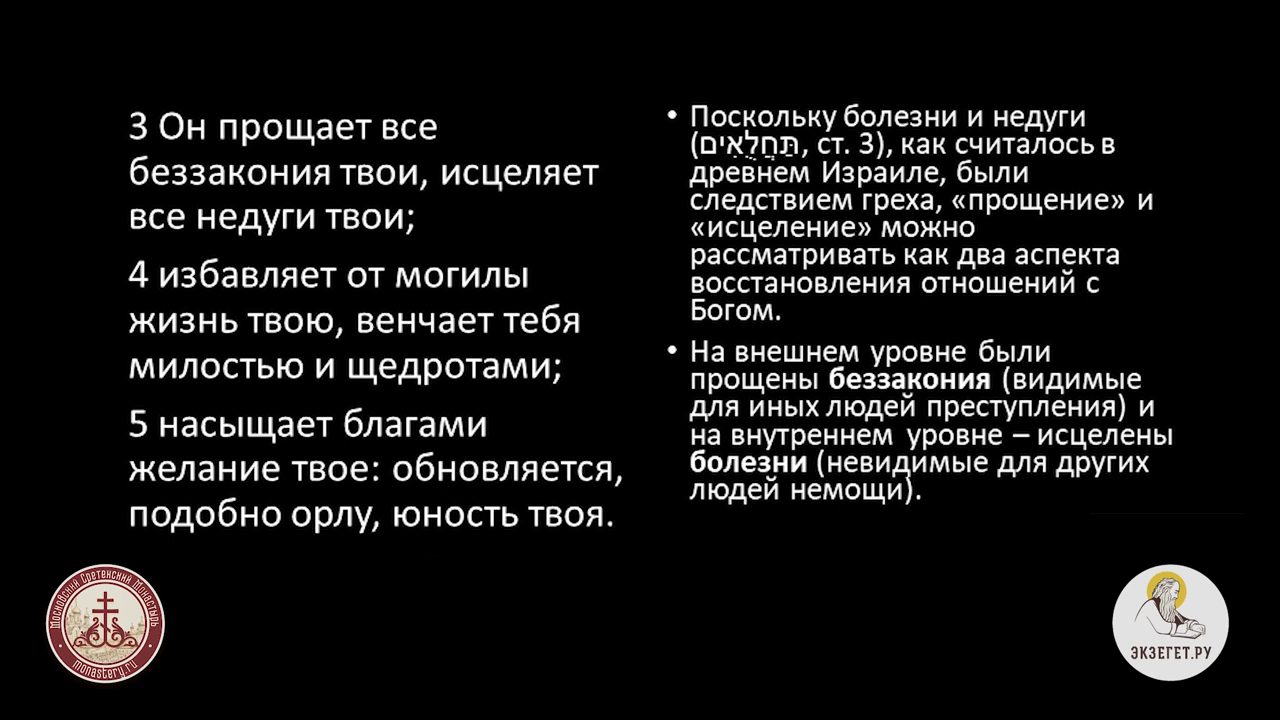 3 Он прощает все
беззакония твои, исцеляет
все недуги твои;
4 избавляет от могилы
жизнь твою, венчает тебя
милостью и щедротами;
5 насыщает благами
желание твое: обновляется,
подобно орлу, юность твоя.
• Поскольку болезни и недуги
(תַּחֲלֻאִים, ст. 3), как считалось в
древнем Израиле, были
следствием греха, «прощение» и
«исцеление» можно
рассматривать как два аспекта
восстановления отношений с
Богом.
• На внешнем уровне были
прощены беззакония (видимые
для иных людей преступления) и
на внутреннем уровне – исцелены
болезни (невидимые для других
людей немощи).
Московский Сретенский Монастырь
monastery.ru
ЭКЗЕГЕТ.РУ